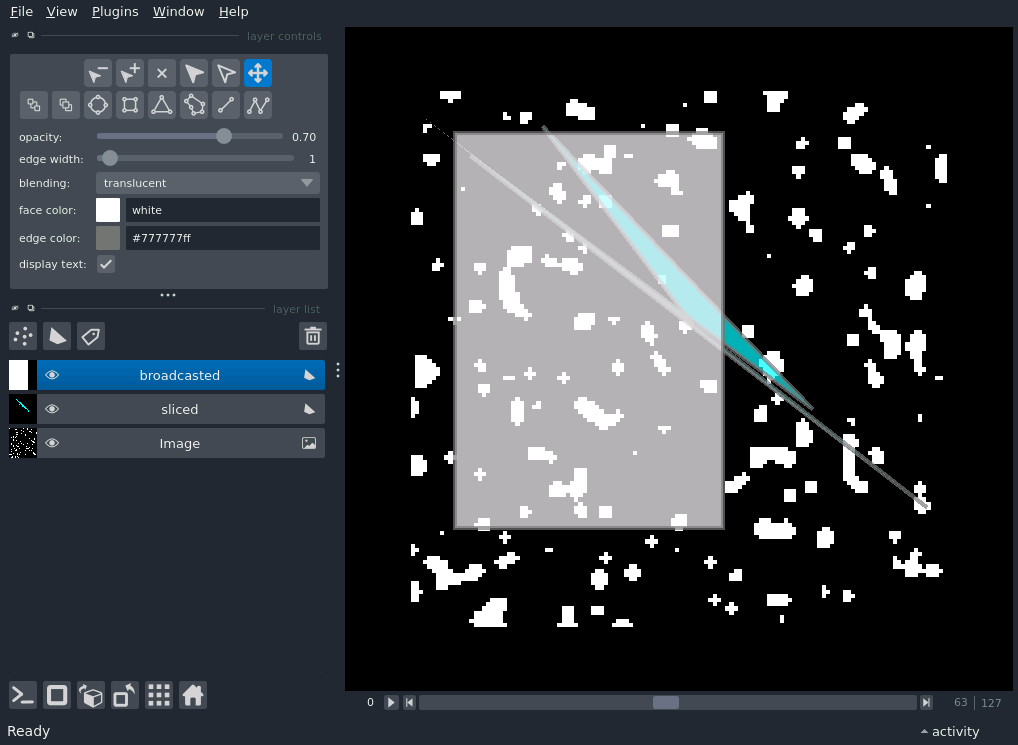 File View Plugins Window Help
layer controls
opacity: 0.70
edge width: 1
blending: translucent
face color: white
edge color: #777777ff
display text:
layer list
broadcasted
sliced
Image
0 63 | 127
Ready activity